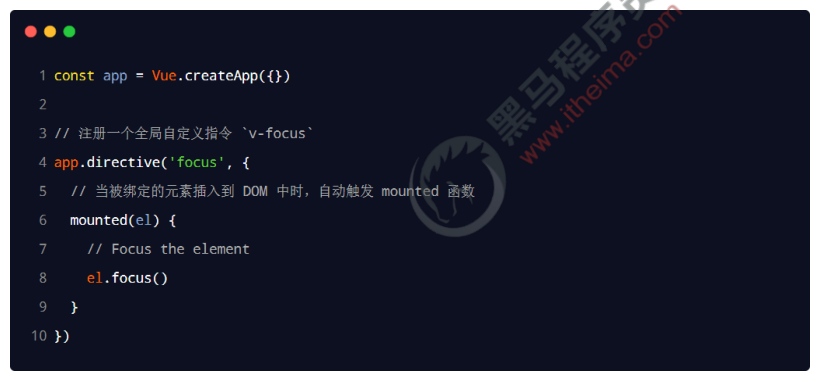 1 const app = Vue.createApp({})
2
3 // 注册一个全局自定义指令 `v-focus`
4 app.directive('focus', {
5 // 当被绑定的元素插入到 DOM 中时，自动触发 mounted 函数
6 mounted(el) {
7 // Focus the element
8 el.focus()
9 }
10 })
黑马程序员
www.itheima.com